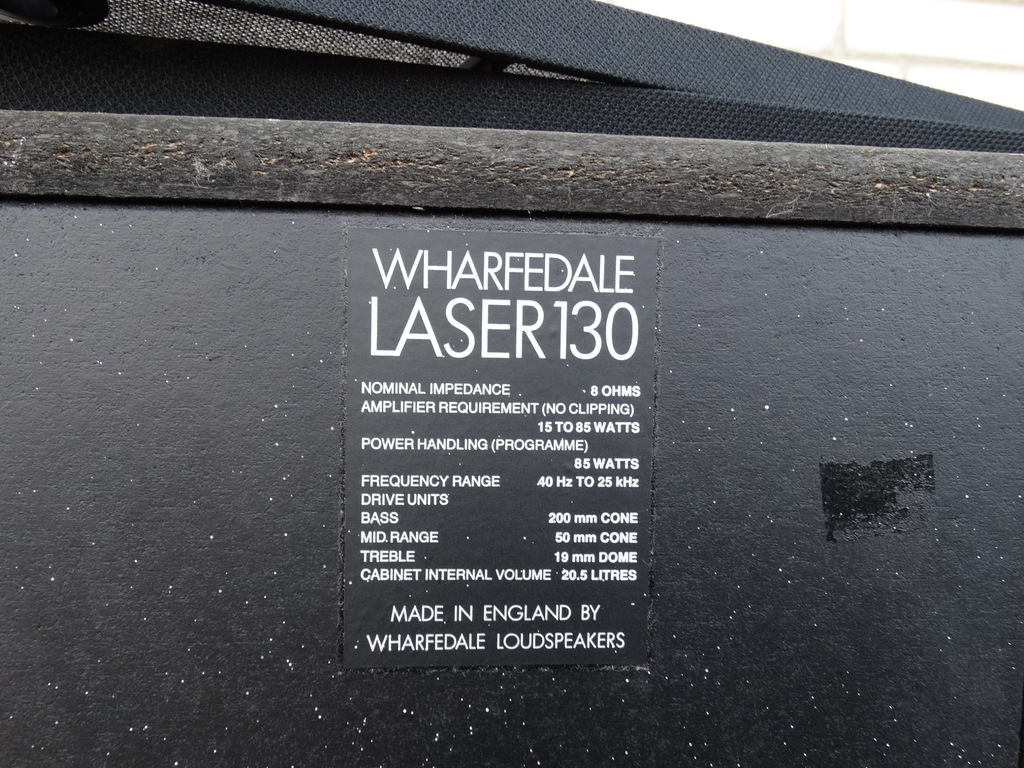 WHARFEDALE
LASER130
NOMINAL IMPEDANCE 8 OHMS
AMPLIFIER REQUIREMENT (NO CLIPPING)
15 TO 85 WATTS
POWER HANDLING (PROGRAMME)
85 WATTS
FREQUENCY RANGE 40 Hz TO 25 kHz
DRIVE UNITS
BASS 200 mm CONE
MID RANGE 50 mm CONE
TREBLE 19 mm DOME
CABINET INTERNAL VOLUME 20.5 LITRES
MADE IN ENGLAND BY
WHARFEDALE LOUDSPEAKERS